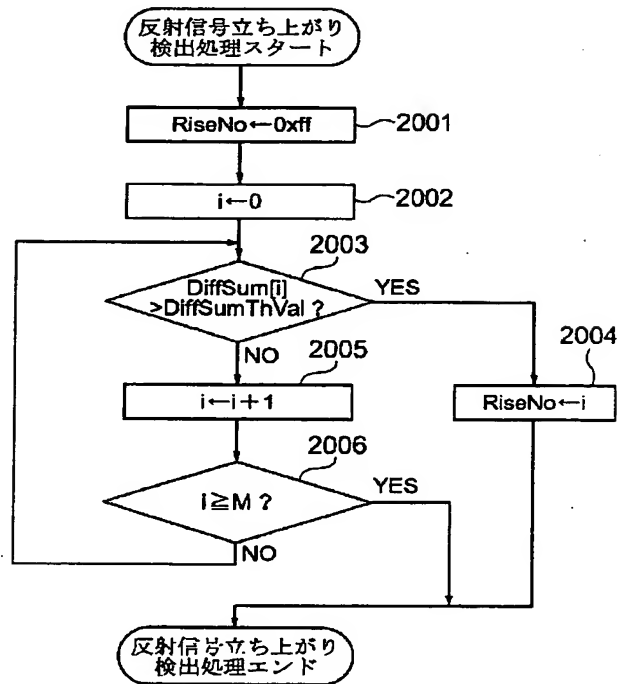 反射信号立ち上がり
検出処理スタート
RiseNo←0xff
2001
i←0
2002
2003
DiffSum[i]
>DiffSumThVal ?
YES
NO
2004
RiseNo←i
2005
i←i+1
2006
i≧M ?
YES
NO
反射信号立ち上がり
検出処理エンド